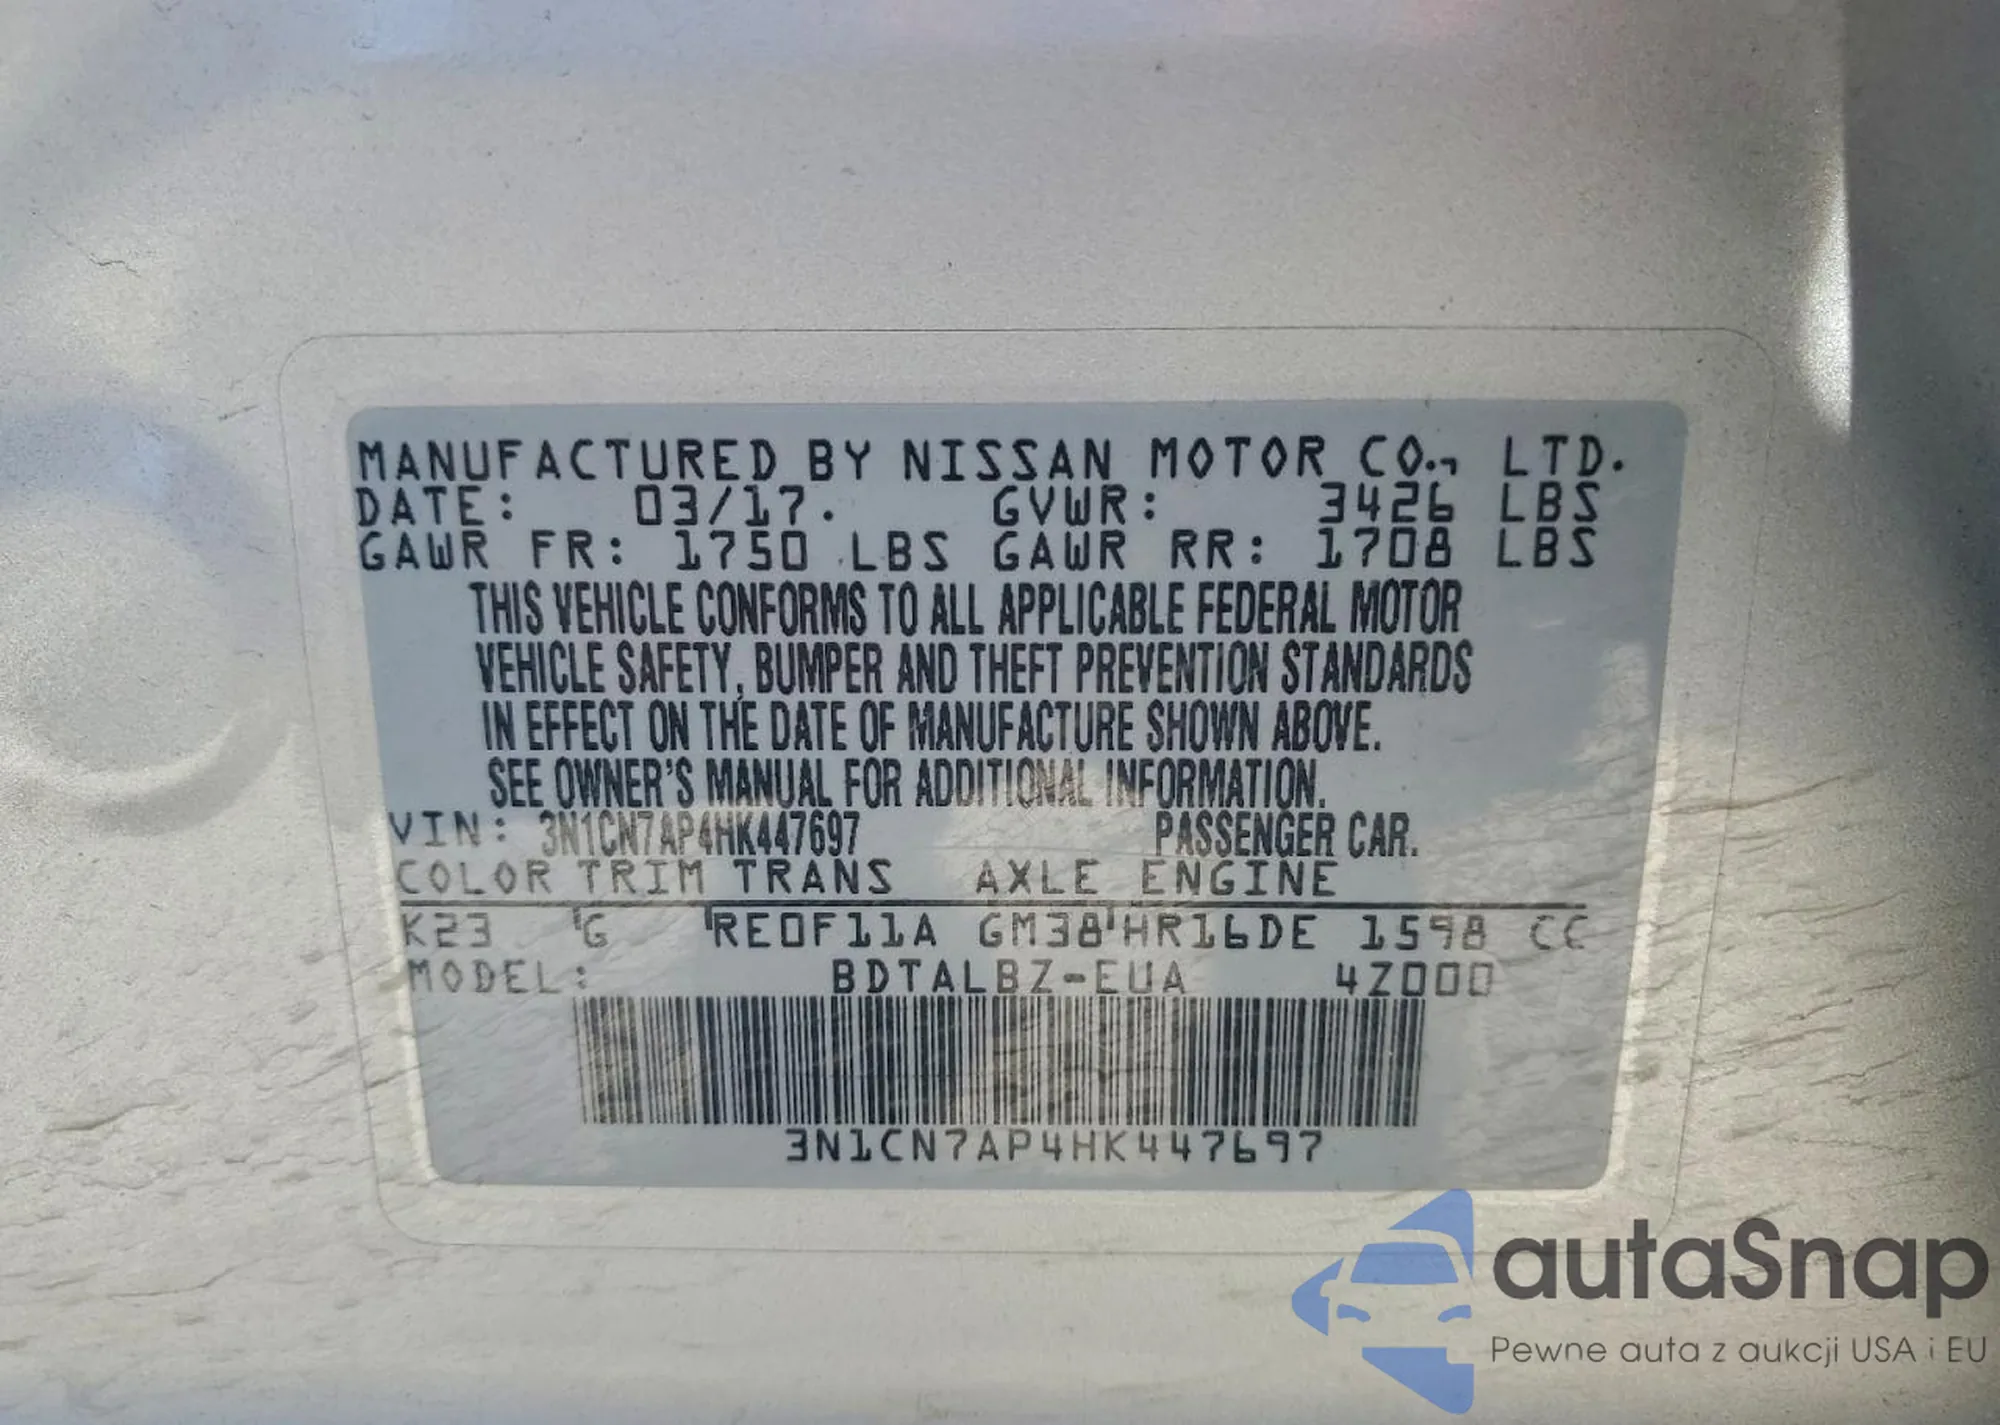 MANUFACTURED BY NISSAN MOTOR CO., LTD.
DATE: 03/17. GVWR: 3426 LBS
GAWR FR: 1750 LBS GAWR RR: 1708 LBS
THIS VEHICLE CONFORMS TO ALL APPLICABLE FEDERAL MOTOR
VEHICLE SAFETY, BUMPER AND THEFT PREVENTION STANDARDS
IN EFFECT ON THE DATE OF MANUFACTURE SHOWN ABOVE.
SEE OWNER'S MANUAL FOR ADDITIONAL INFORMATION.
VIN: 3N1CN7AP4HK447697 PASSENGER CAR.
COLOR TRIM TRANS AXLE ENGINE
K23 G RE0F11A GM38 HR16DE 1598 CC
MODEL: BDTALBZ-EUA 4Z000
3N1CN7AP4HK447697
autaSnap
Pewne auta z aukcji USA i EU